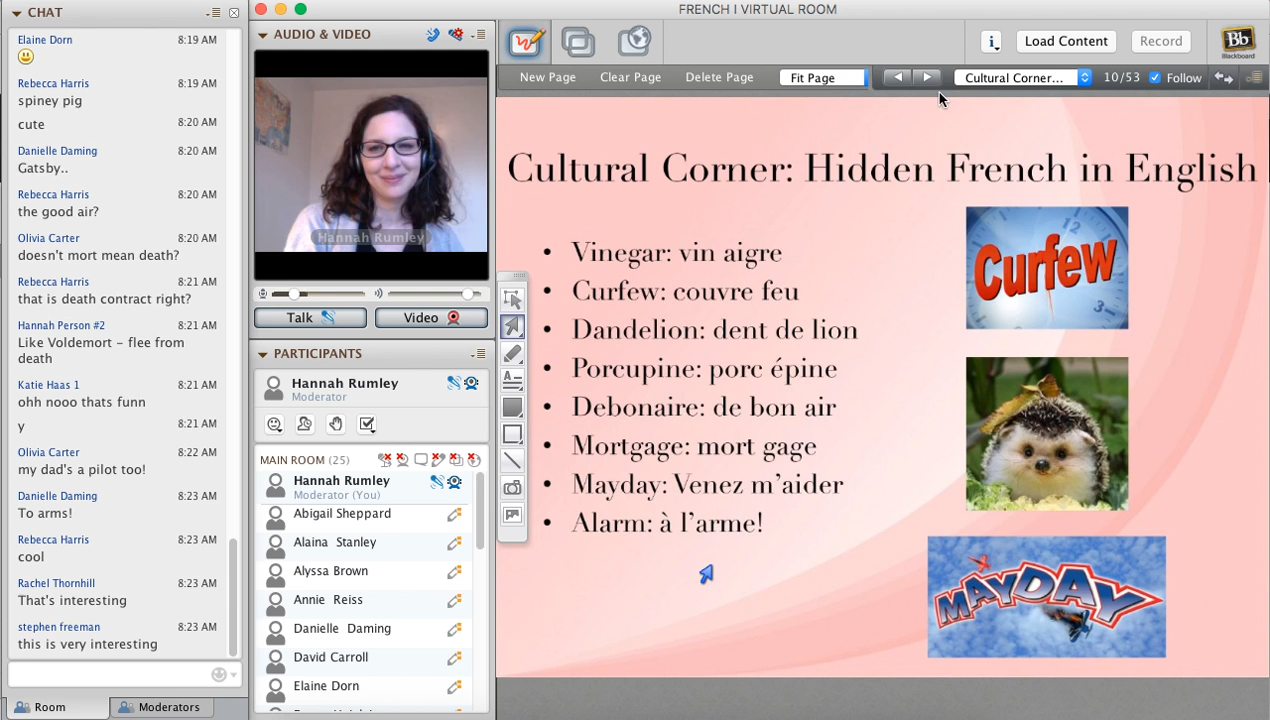 CHAT
Elaine Dorn 8:19 AM
Rebecca Harris 8:19 AM
spiney pig
cute 8:20 AM
Danielle Daming 8:20 AM
Gatsby..
Rebecca Harris 8:20 AM
the good air?
Olivia Carter 8:20 AM
doesn't mort mean death?
Rebecca Harris 8:21 AM
that is death contract right?
Hannah Person #2 8:21 AM
Like Voldemort - flee from
death
Katie Haas 1 8:21 AM
ohh nooo thats funn
y 8:21 AM
Olivia Carter 8:22 AM
my dad's a pilot too!
Danielle Daming 8:23 AM
To arms!
Rebecca Harris 8:23 AM
cool
Rachel Thornhill 8:23 AM
That's interesting
stephen freeman 8:23 AM
this is very interesting
Room Moderators
FRENCH I VIRTUAL ROOM
AUDIO & VIDEO
Hannah Rumley
Talk Video
PARTICIPANTS
Hannah Rumley
Moderator
MAIN ROOM (25)
Hannah Rumley
Moderator (You)
Abigail Sheppard
Alaina Stanley
Alyssa Brown
Annie Reiss
Danielle Daming
David Carroll
Elaine Dorn
i Load Content Record Bb
Blackboard
New Page Clear Page Delete Page Fit Page Cultural Corner... 10/53 Follow
Cultural Corner: Hidden French in English
• Vinegar: vin aigre
• Curfew: couvre feu
• Dandelion: dent de lion
• Porcupine: porc épine
• Debonaire: de bon air
• Mortgage: mort gage
• Mayday: Venez m'aider
• Alarm: à l'arme!
12
1
3
4
5
Curfew
MAYDAY